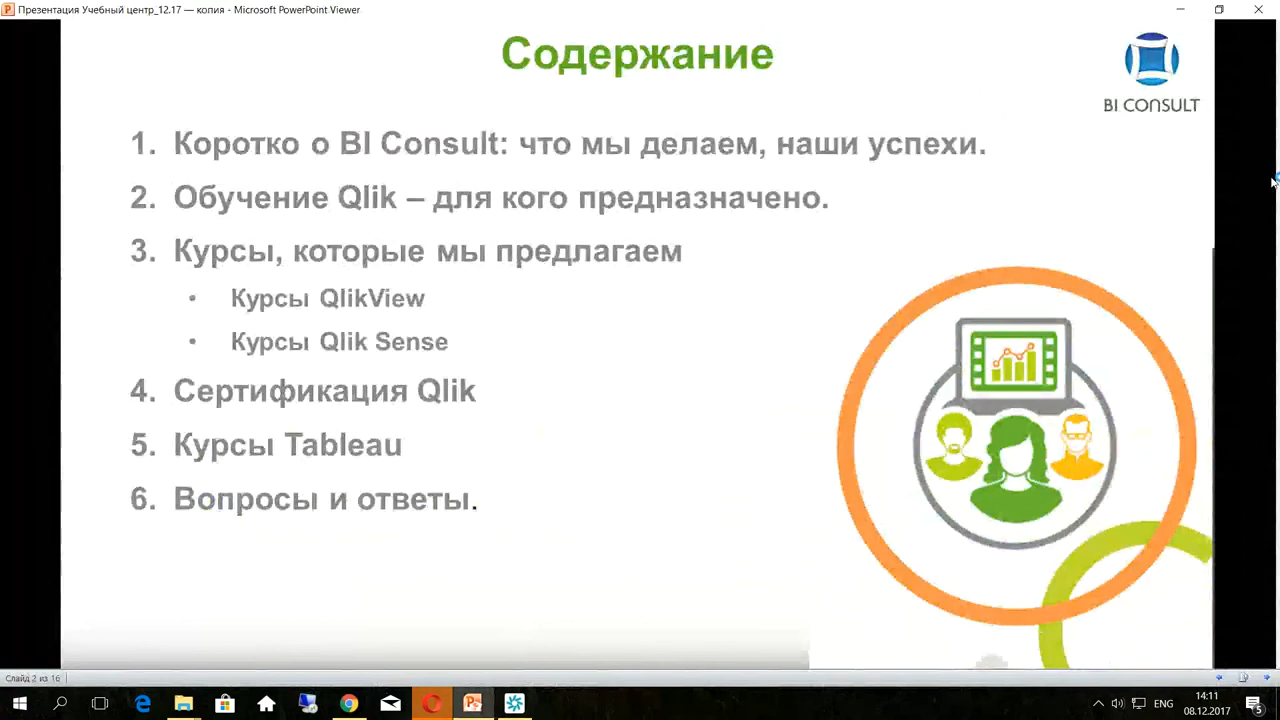 Презентация Учебный центр_12.17 — копия - Microsoft PowerPoint Viewer
Содержание
BI CONSULT
1. Коротко о BI Consult: что мы делаем, наши успехи.
2. Обучение Qlik – для кого предназначено.
3. Курсы, которые мы предлагаем
• Курсы QlikView
• Курсы Qlik Sense
4. Сертификация Qlik
5. Курсы Tableau
6. Вопросы и ответы.
Слайд 2 из 16
14:11
ENG
08.12.2017
5